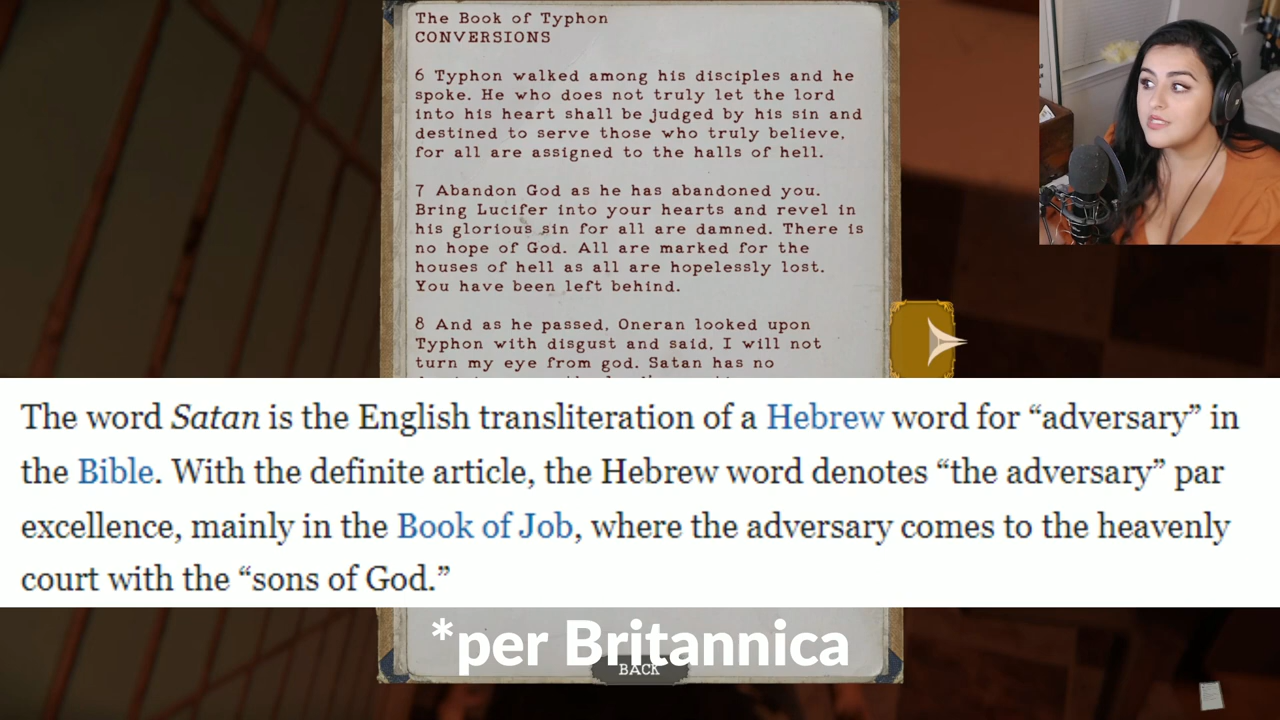 The Book of Typhon
CONVERSIONS
6 Typhon walked among his disciples and he
spoke. He who does not truly let the lord
into his heart shall be judged by his sin and
destined to serve those who truly believe,
for all are assigned to the halls of hell.
7 Abandon God as he has abandoned you.
Bring Lucifer into your hearts and revel in
his glorious sin for all are damned. There is
no hope of God. All are marked for the
houses of hell as all are hopelessly lost.
You have been left behind.
8 And as he passed, Oneran looked upon
Typhon with disgust and said, I will not
turn my eye from god. Satan has no
The word Satan is the English transliteration of a Hebrew word for “adversary” in
the Bible. With the definite article, the Hebrew word denotes “the adversary” par
excellence, mainly in the Book of Job, where the adversary comes to the heavenly
court with the “sons of God.”
*per Britannica
BACK